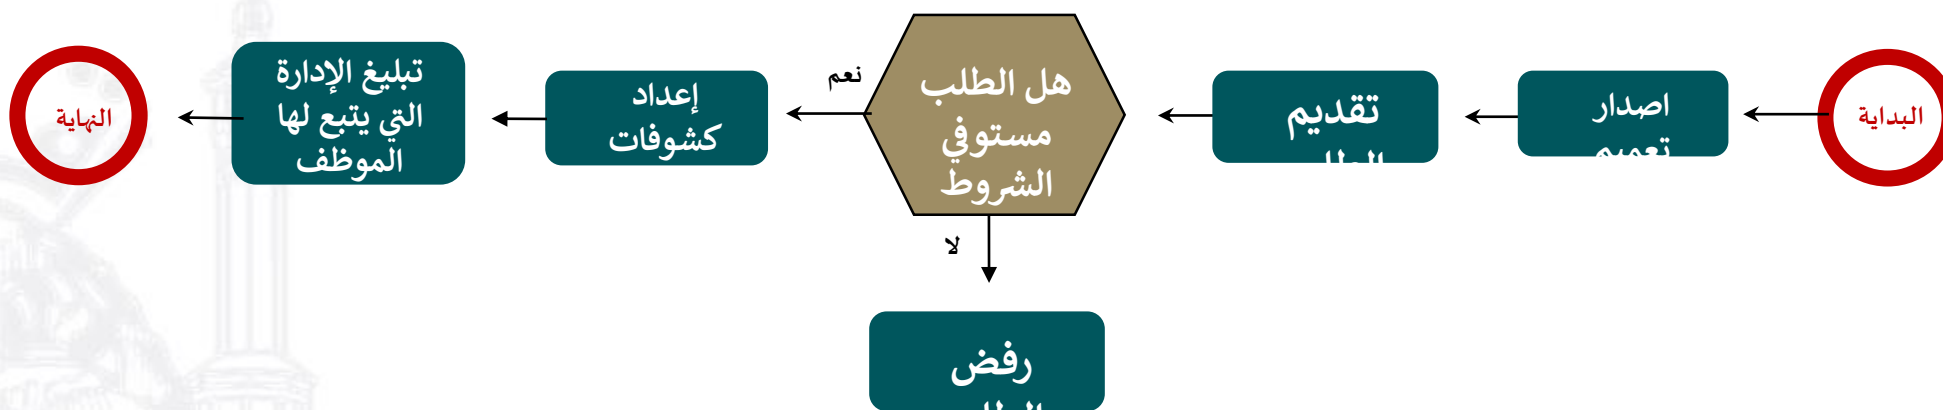 البداية
اصدار
تعميم
تقديم
هل الطلب
مستوفي
الشروط
نعم
إعداد
كشوفات
تبليغ الإدارة
التي يتبع لها
الموظف
النهاية
لا
رفض